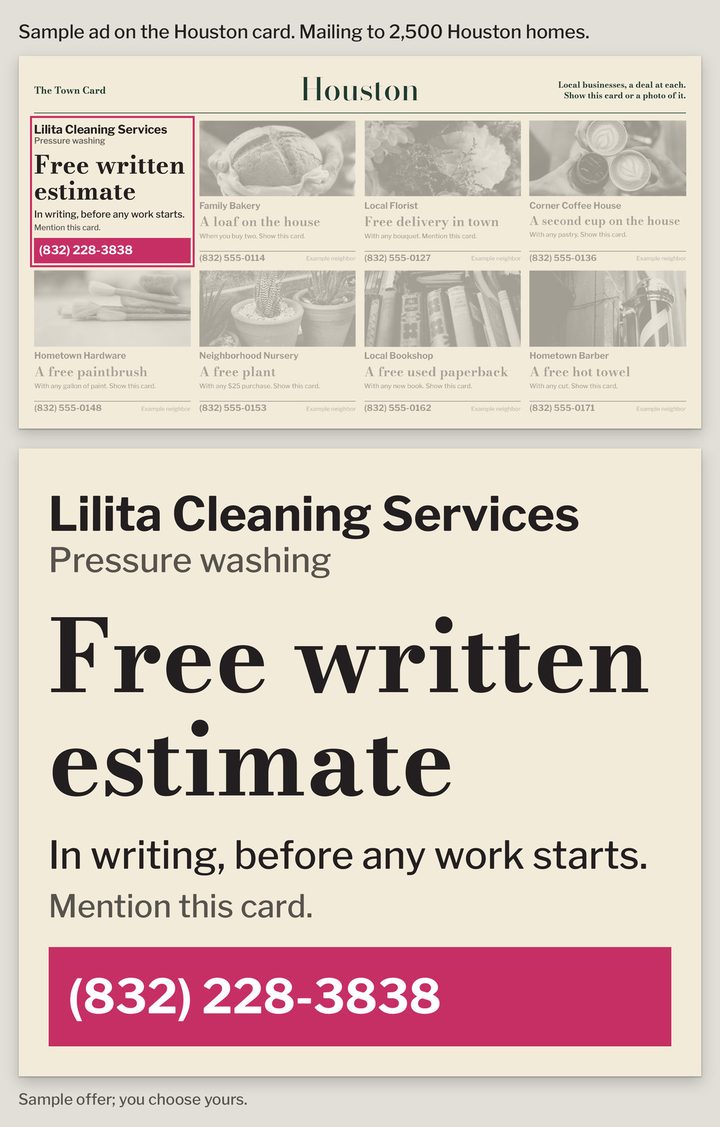 Sample ad on the Houston card. Mailing to 2,500 Houston homes.
The Town Card
Houston
Local businesses, a deal at each.
Show this card or a photo of it.
Lilita Cleaning Services
Pressure washing
Free written
estimate
In writing, before any work starts.
Mention this card.
(832) 228-3838
Family Bakery
A loaf on the house
When you buy two. Show this card.
(832) 555-0114
Example neighbor
Local Florist
Free delivery in town
With any bouquet. Mention this card.
(832) 555-0127
Example neighbor
Corner Coffee House
A second cup on the house
With any pastry. Show this card.
(832) 555-0136
Example neighbor
Hometown Hardware
A free paintbrush
With any gallon of paint. Show this card.
(832) 555-0148
Example neighbor
Neighborhood Nursery
A free plant
With any $25 purchase. Show this card.
(832) 555-0153
Example neighbor
Local Bookshop
A free used paperback
With any new book. Show this card.
(832) 555-0162
Example neighbor
Hometown Barber
A free hot towel
With any cut. Show this card.
(832) 555-0171
Example neighbor
Lilita Cleaning Services
Pressure washing
Free written
estimate
In writing, before any work starts.
Mention this card.
(832) 228-3838
Sample offer; you choose yours.